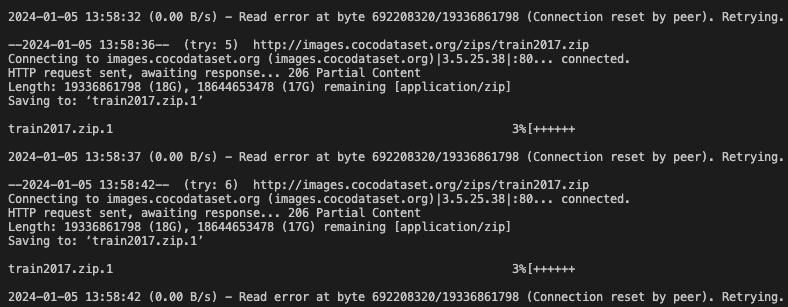 2024-01-05 13:58:32 (0.00 B/s) - Read error at byte 692208320/19336861798 (Connection reset by peer). Retrying.
--2024-01-05 13:58:36--  (try: 5)  http://images.cocodataset.org/zips/train2017.zip
Connecting to images.cocodataset.org (images.cocodataset.org)|3.5.25.38|:80... connected.
HTTP request sent, awaiting response... 206 Partial Content
Length: 19336861798 (18G), 18644653478 (17G) remaining [application/zip]
Saving to: ‘train2017.zip.1’
train2017.zip.1 3%[++++++
2024-01-05 13:58:37 (0.00 B/s) - Read error at byte 692208320/19336861798 (Connection reset by peer). Retrying.
--2024-01-05 13:58:42--  (try: 6)  http://images.cocodataset.org/zips/train2017.zip
Connecting to images.cocodataset.org (images.cocodataset.org)|3.5.25.38|:80... connected.
HTTP request sent, awaiting response... 206 Partial Content
Length: 19336861798 (18G), 18644653478 (17G) remaining [application/zip]
Saving to: ‘train2017.zip.1’
train2017.zip.1 3%[++++++
2024-01-05 13:58:42 (0.00 B/s) - Read error at byte 692208320/19336861798 (Connection reset by peer). Retrying.